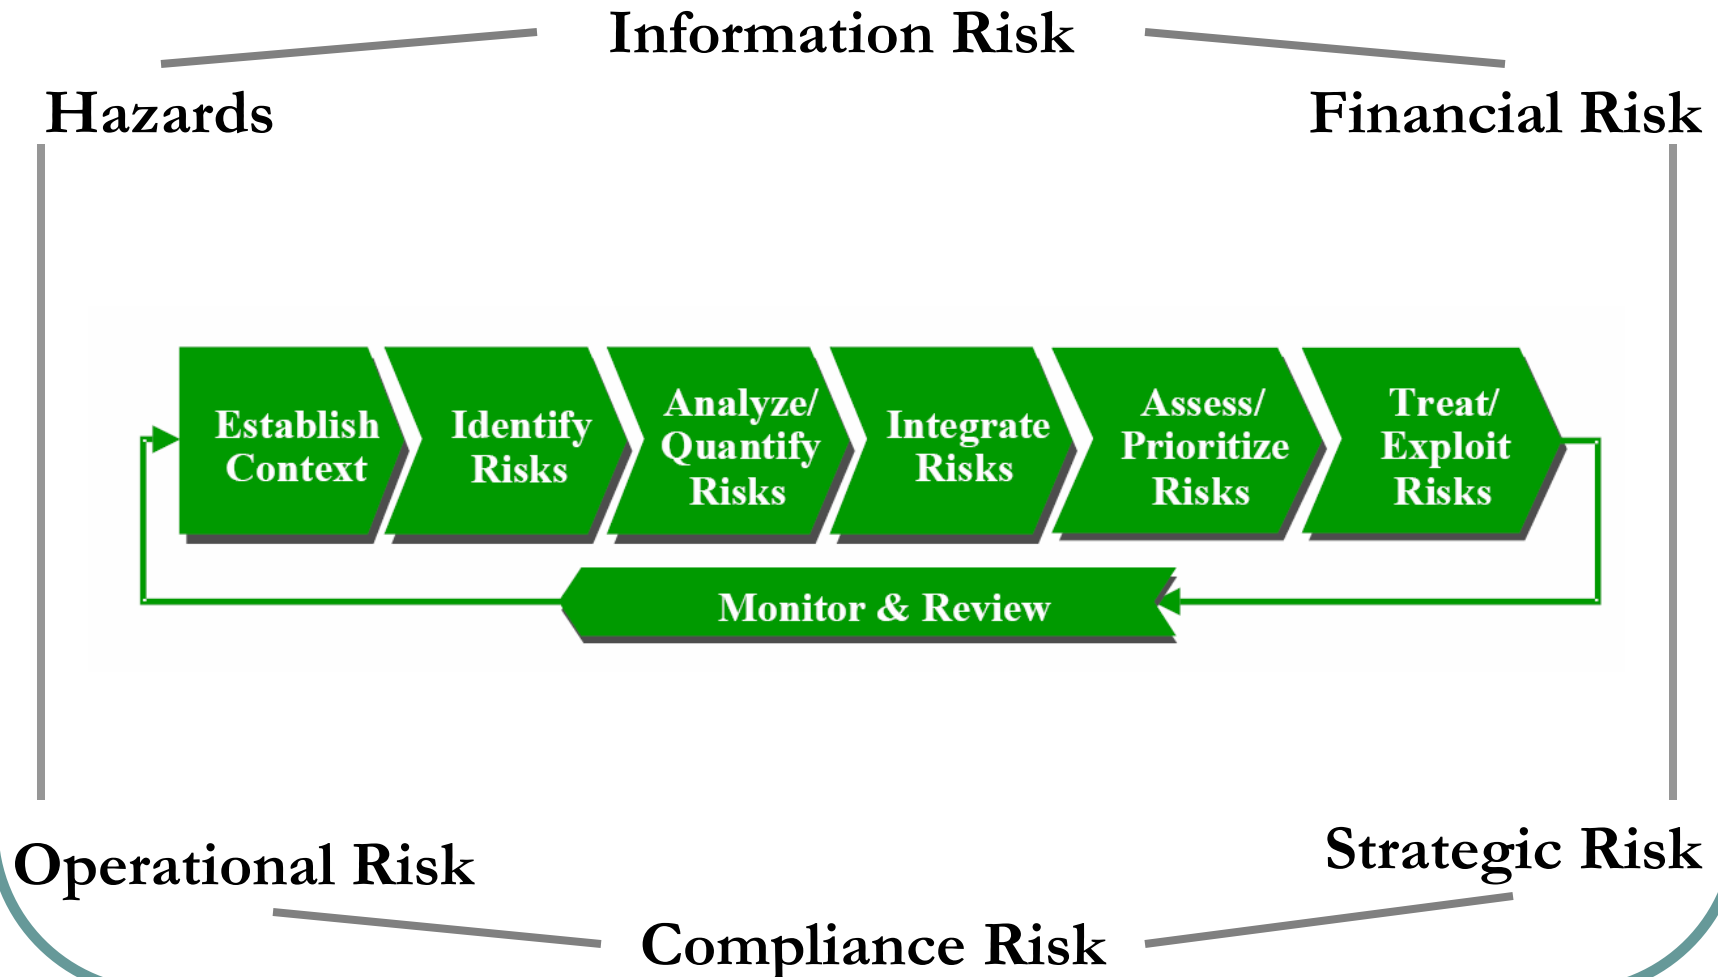 Information Risk
Hazards
Financial Risk
Establish
Context
Identify
Risks
Analyze/
Quantify
Risks
Integrate
Risks
Assess/
Prioritize
Risks
Treat/
Exploit
Risks
Monitor & Review
Operational Risk
Strategic Risk
Compliance Risk